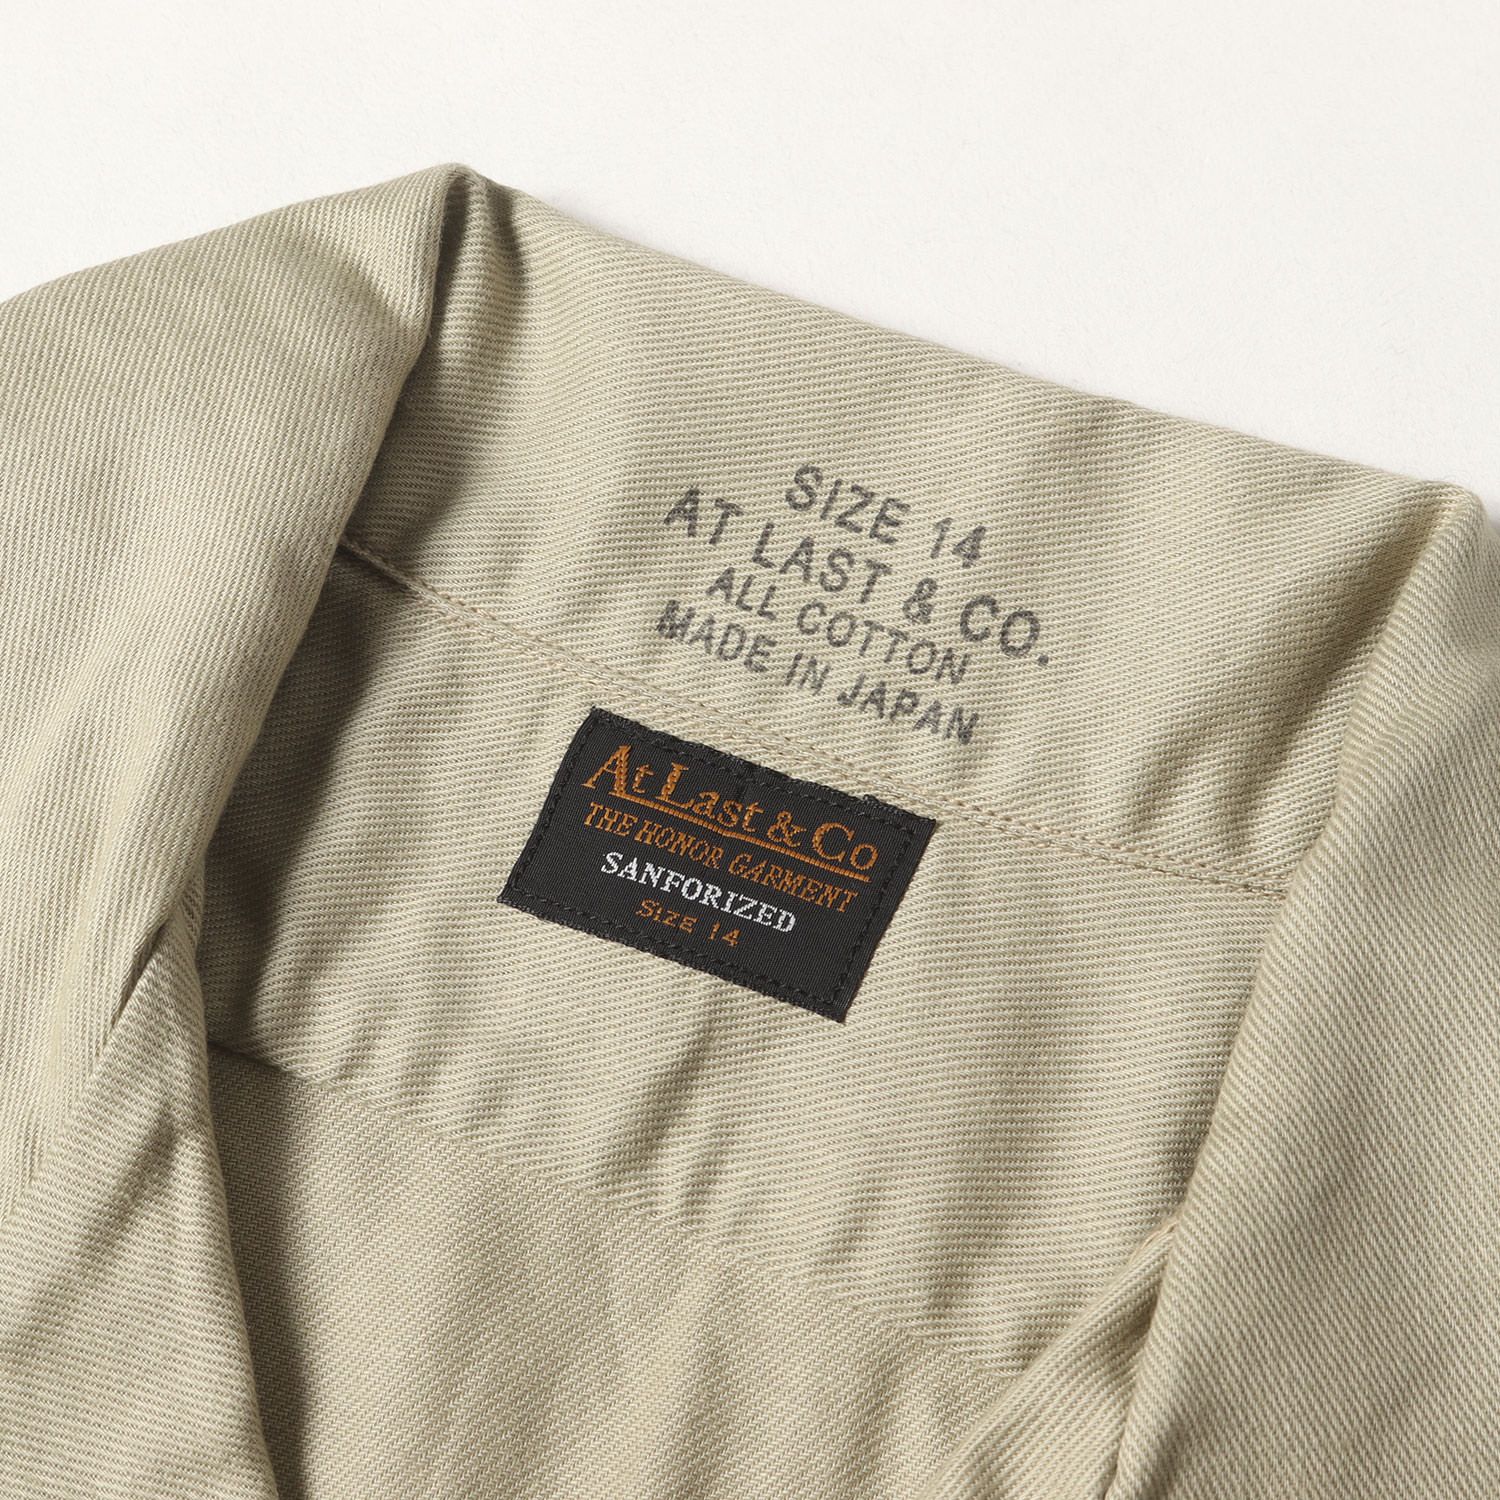 SIZE 14
AT LAST & CO.
ALL COTTON
MADE IN JAPAN
At Last & Co
THE HONOR GARMENT
SANFORIZED
SIZE 14